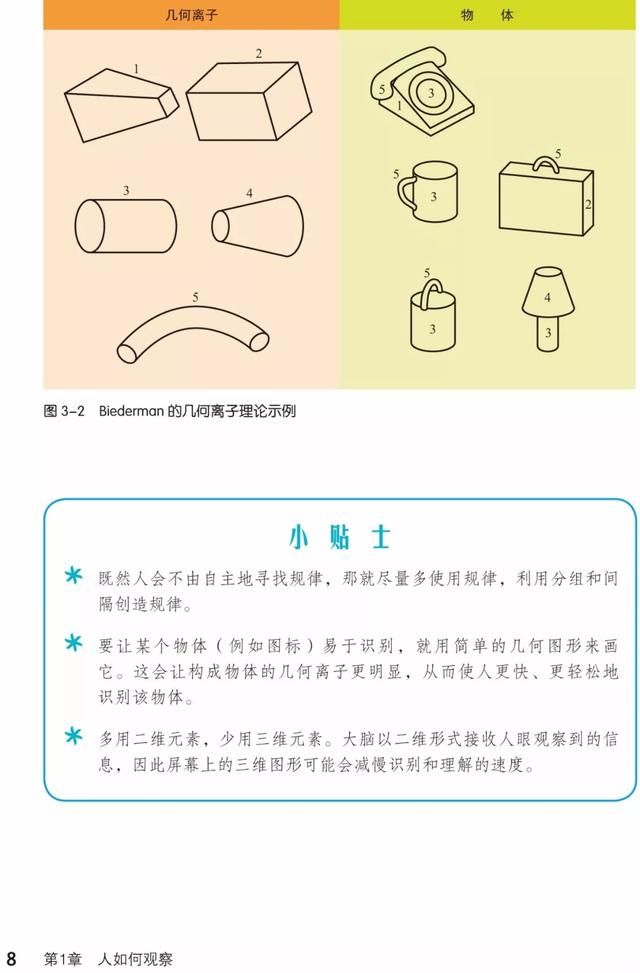 几何离子
物 体
1
2
3
4
5
5
1
3
5
3
5
2
5
3
4
3
图 3-2 Biederman 的几何离子理论示例
小贴士
既然人会不由自主地寻找规律，那就尽量多使用规律，利用分组和间
隔创造规律。
要让某个物体（例如图标）易于识别，就用简单的几何图形来画
它。这会让构成物体的几何离子更明显，从而使人更快、更轻松地
识别该物体。
多用二维元素，少用三维元素。大脑以二维形式接收人眼观察到的信
息，因此屏幕上的三维图形可能会减慢识别和理解的速度。
8 第1章 人如何观察